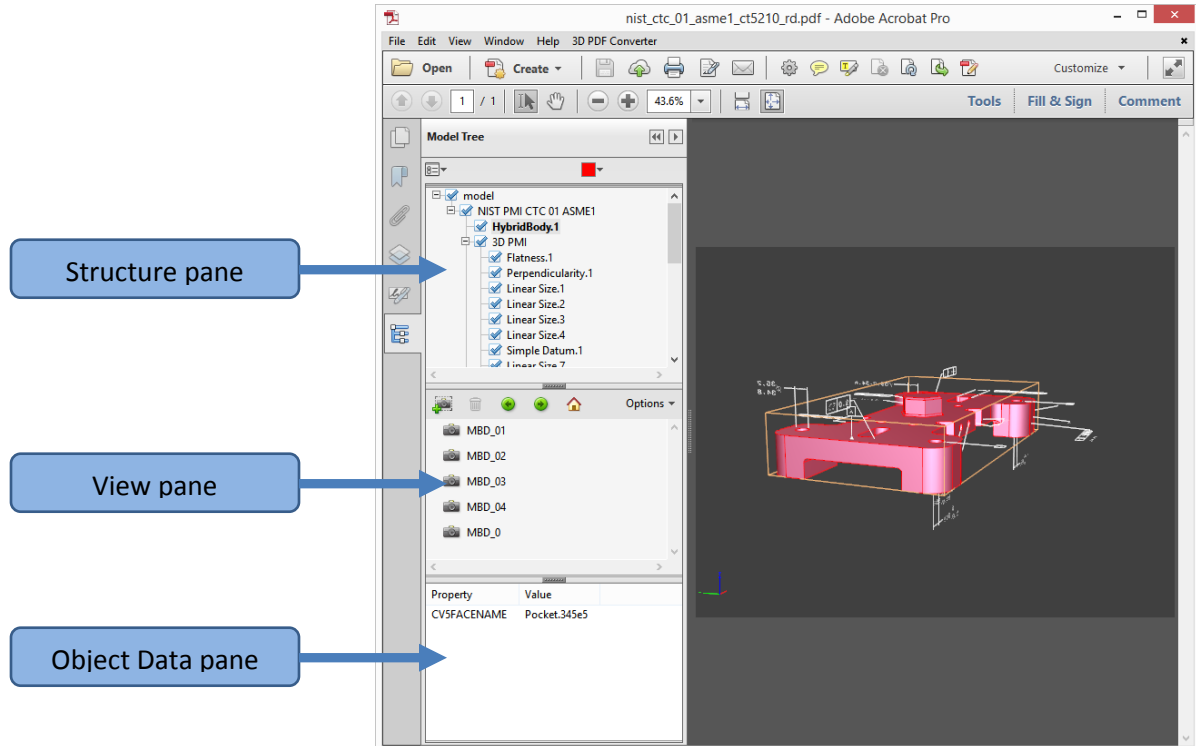 nist_ctc_01_asme1_ct5210_rd.pdf - Adobe Acrobat Pro
File Edit View Window Help 3D PDF Converter
Open Create Customize
1 / 1 43.6% Tools Fill & Sign Comment
Model Tree
model
NIST PMI CTC 01 ASME1
HybridBody.1
3D PMI
Flatness.1
Structure pane
Perpendicularity.1
Linear Size.1
Linear Size.2
Linear Size.3
Linear Size.4
Simple Datum.1
Linear Size.7
Options
MBD_01
MBD_02
View pane
MBD_03
MBD_04
MBD_0
Property Value
CV5FACENAME Pocket.345e5
Object Data pane